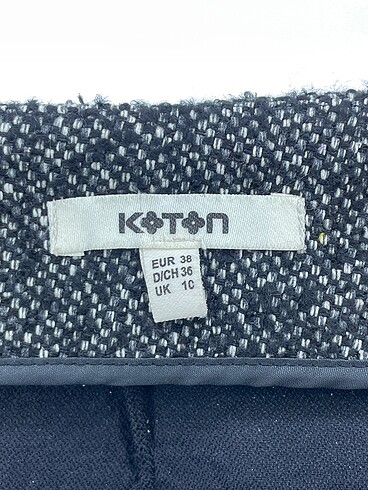 KOTON
EUR 38
D/CH 36
UK 10